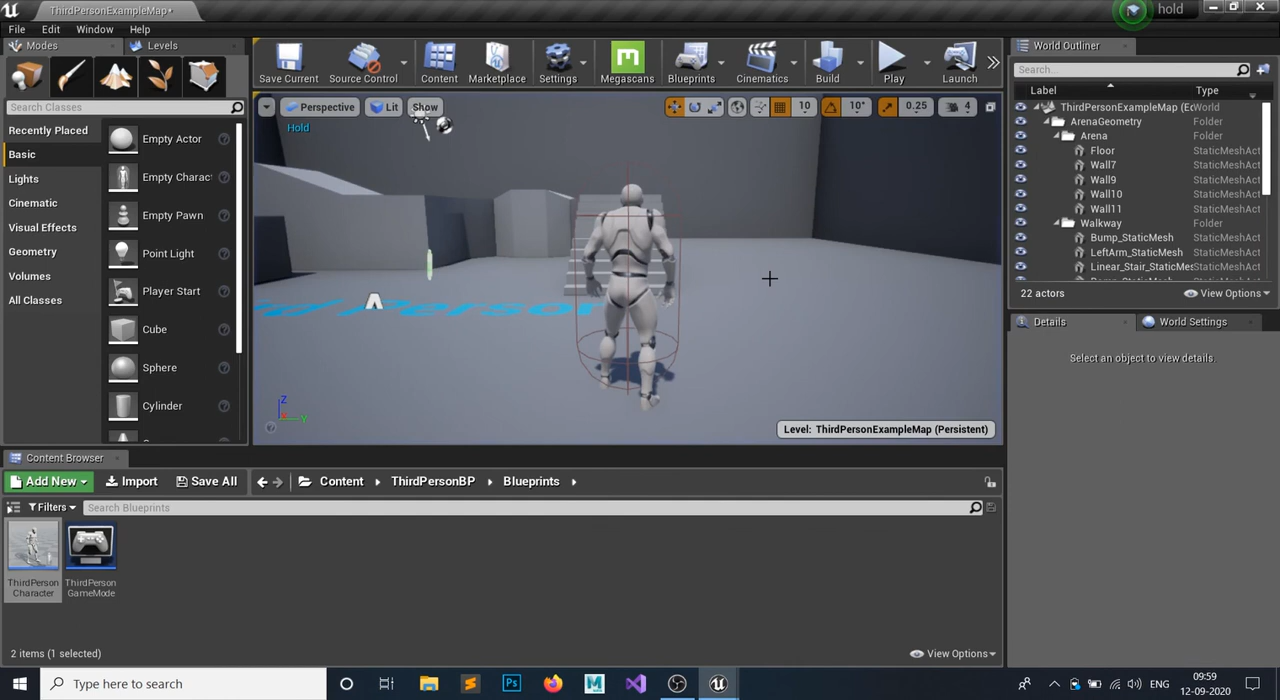 ThirdPersonExampleMap*
hold
File Edit Window Help
Modes
Levels
Search Classes
Recently Placed
Basic
Lights
Cinematic
Visual Effects
Geometry
Volumes
All Classes
Empty Actor
Empty Charac
Empty Pawn
Point Light
Player Start
Cube
Sphere
Cylinder
Save Current
Source Control
Content
Marketplace
Settings
Megascans
Blueprints
Cinematics
Build
Play
Launch
Perspective
Lit
Show
10
10°
0.25
4
Hold
Person
Level: ThirdPersonExampleMap (Persistent)
World Outliner
Search...
Label Type
ThirdPersonExampleMap (Ec World
ArenaGeometry Folder
Arena Folder
Floor StaticMeshAct
Wall7 StaticMeshAct
Wall9 StaticMeshAct
Wall10 StaticMeshAct
Wall11 StaticMeshAct
Walkway Folder
Bump_StaticMesh StaticMeshAct
LeftArm_StaticMesh StaticMeshAct
Linear_Stair_StaticMes StaticMeshAct
22 actors
View Options
Details
World Settings
Select an object to view details.
Content Browser
Add New
Import
Save All
Content
ThirdPersonBP
Blueprints
Filters
Search Blueprints
ThirdPerson
Character
ThirdPerson
GameMode
2 items (1 selected)
View Options
Type here to search
Ps
M
ENG
09:59
12-09-2020